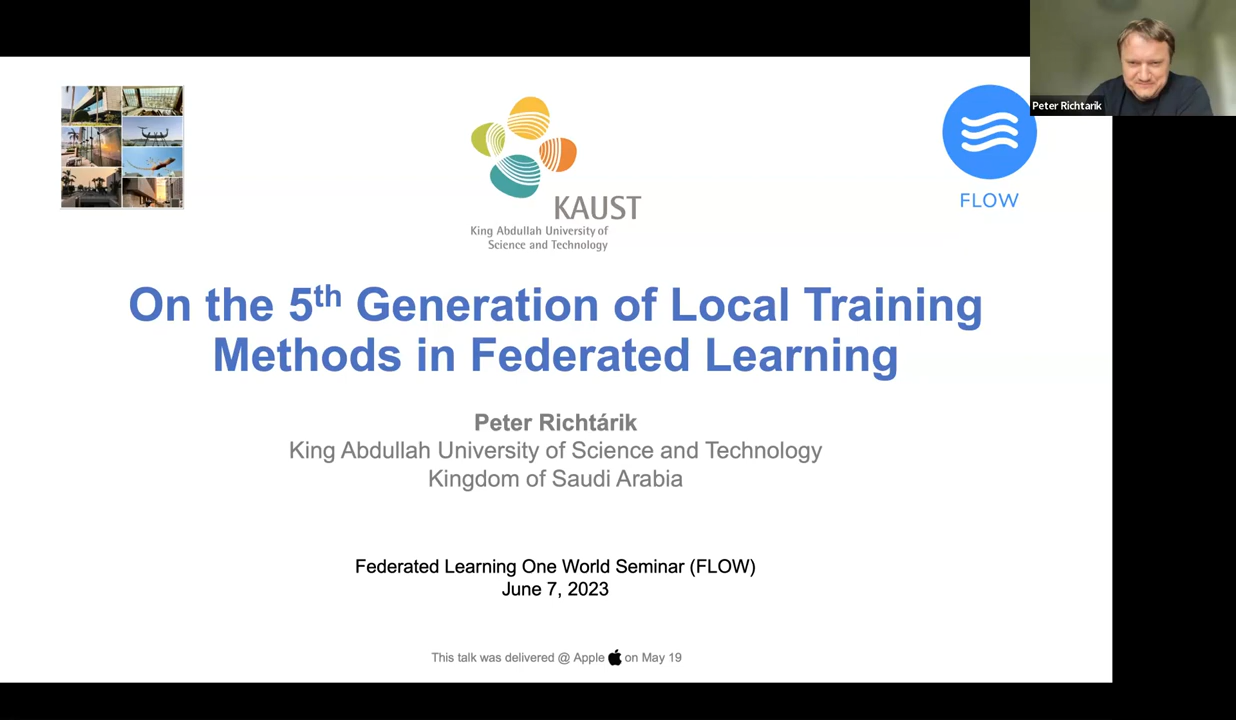 Peter Richtarik
FLOW
KAUST
King Abdullah University of
Science and Technology
On the 5th Generation of Local Training
Methods in Federated Learning
Peter Richtárik
King Abdullah University of Science and Technology
Kingdom of Saudi Arabia
Federated Learning One World Seminar (FLOW)
June 7, 2023
This talk was delivered @ Apple on May 19